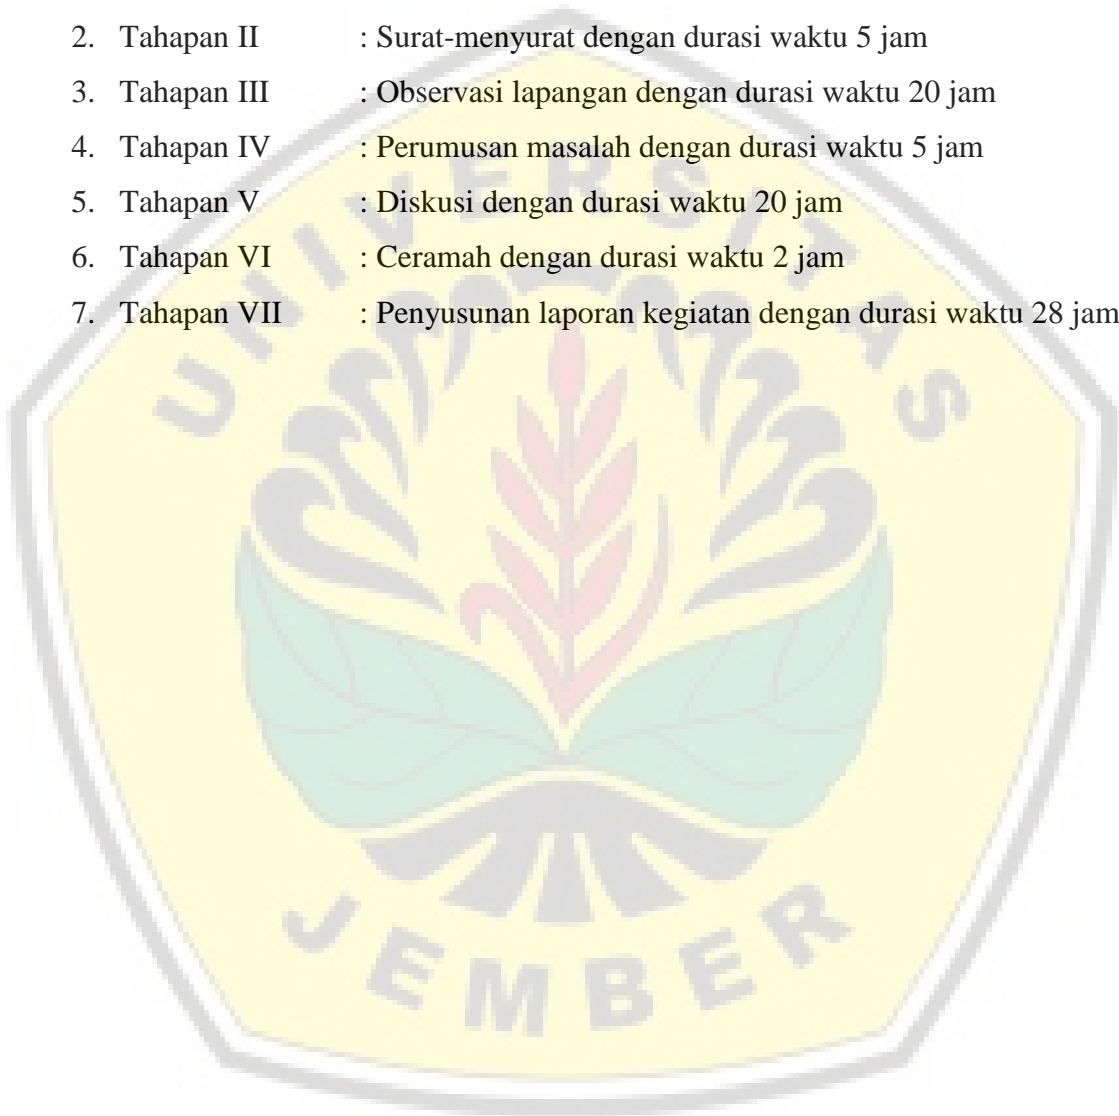 2. Tahapan II : Surat-menyurat dengan durasi waktu 5 jam
3. Tahapan III : Observasi lapangan dengan durasi waktu 20 jam
4. Tahapan IV : Perumusan masalah dengan durasi waktu 5 jam
5. Tahapan V : Diskusi dengan durasi waktu 20 jam
6. Tahapan VI : Ceramah dengan durasi waktu 2 jam
7. Tahapan VII : Penyusunan laporan kegiatan dengan durasi waktu 28 jam
UNIVERSITAS
JEMBER